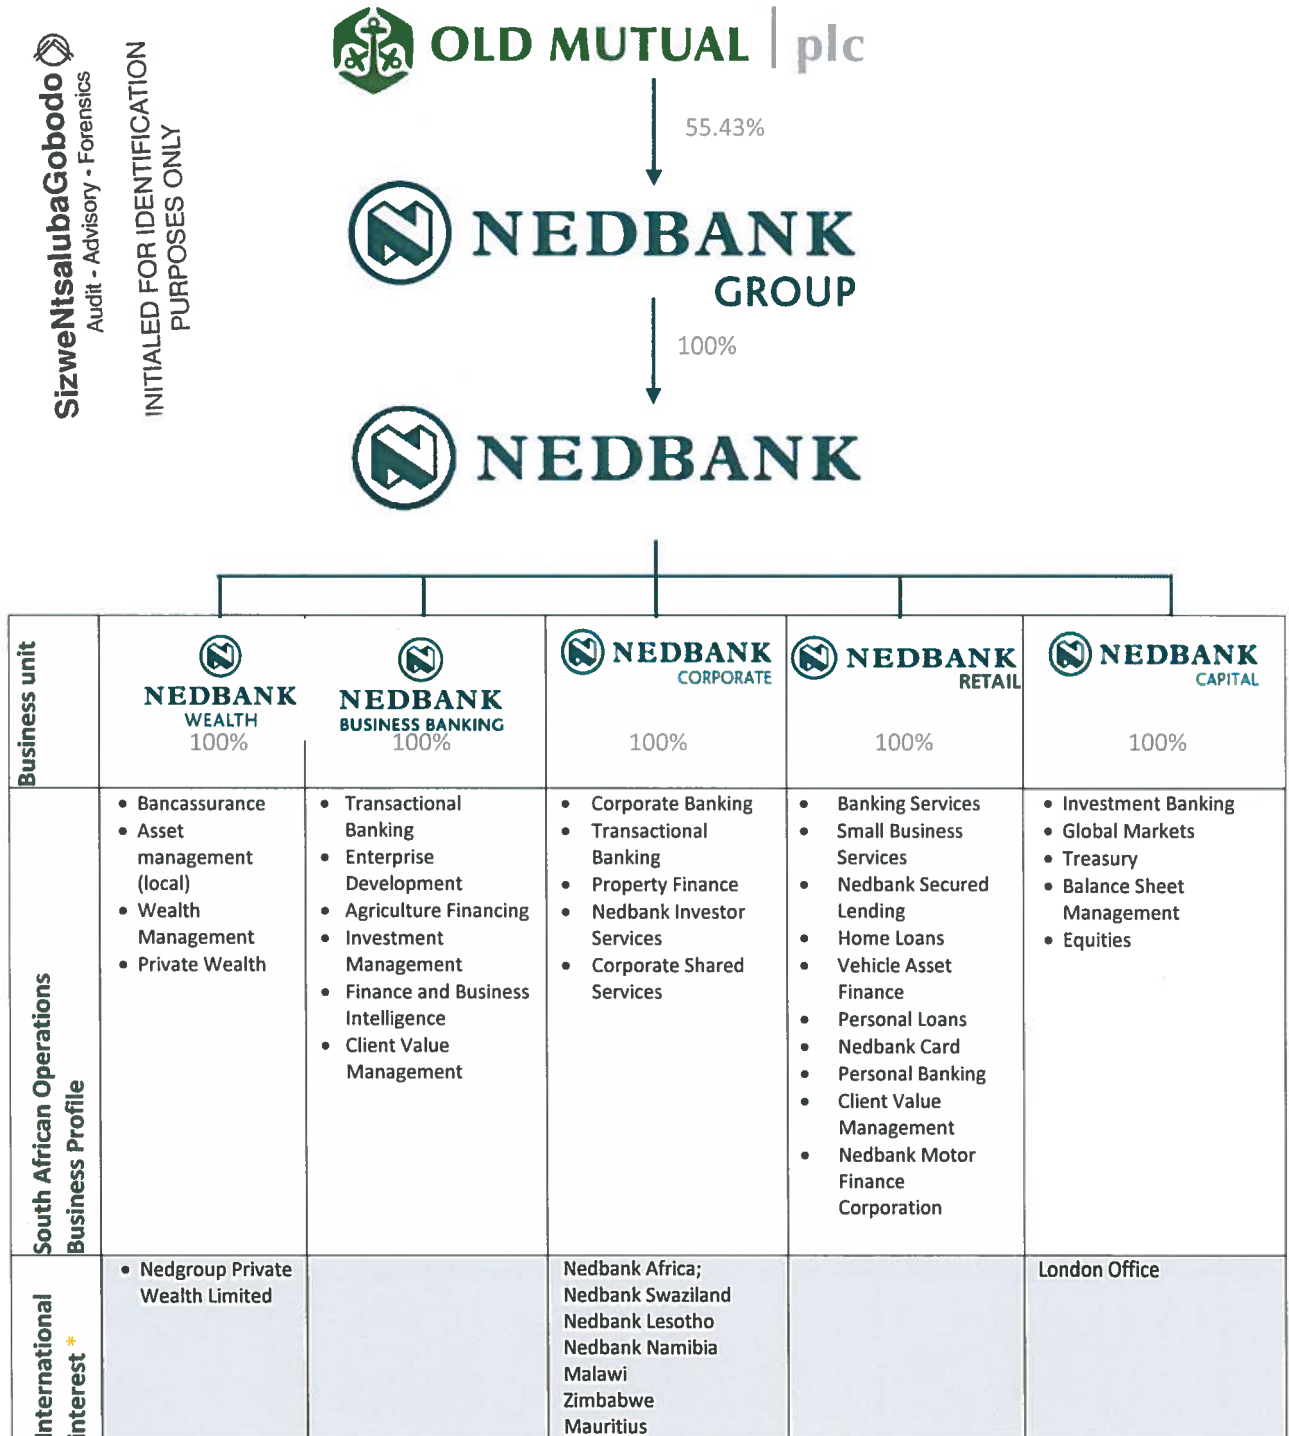 SizweNtsalubaGobodo
Audit - Advisory - Forensics
INITIALED FOR IDENTIFICATION
PURPOSES ONLY
OLD MUTUAL | plc
55.43%
NEDBANK
GROUP
100%
NEDBANK
Business unit
NEDBANK
WEALTH
100%
NEDBANK
BUSINESS BANKING
100%
NEDBANK
CORPORATE
100%
NEDBANK
RETAIL
100%
NEDBANK
CAPITAL
100%
South African Operations
Business Profile
• Bancassurance
• Asset
management
(local)
• Wealth
Management
• Private Wealth
• Transactional
Banking
• Enterprise
Development
• Agriculture Financing
• Investment
Management
• Finance and Business
Intelligence
• Client Value
Management
• Corporate Banking
• Transactional
Banking
• Property Finance
• Nedbank Investor
Services
• Corporate Shared
Services
• Banking Services
• Small Business
Services
• Nedbank Secured
Lending
• Home Loans
• Vehicle Asset
Finance
• Personal Loans
• Nedbank Card
• Personal Banking
• Client Value
Management
• Nedbank Motor
Finance
Corporation
• Investment Banking
• Global Markets
• Treasury
• Balance Sheet
Management
• Equities
International
interest *
• Nedgroup Private
Wealth Limited
Nedbank Africa;
Nedbank Swaziland
Nedbank Lesotho
Nedbank Namibia
Malawi
Zimbabwe
Mauritius
London Office